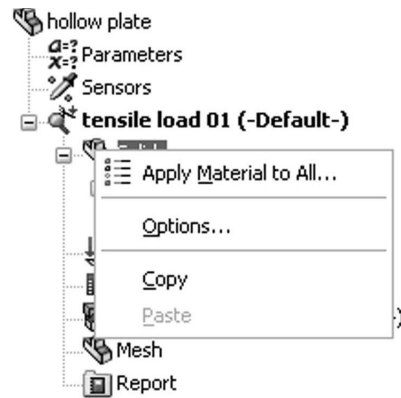 hollow plate
Parameters
Sensors
tensile load 01 (-Default-)
Apply Material to All...
Options...
Copy
Paste
-)
Mesh
Report